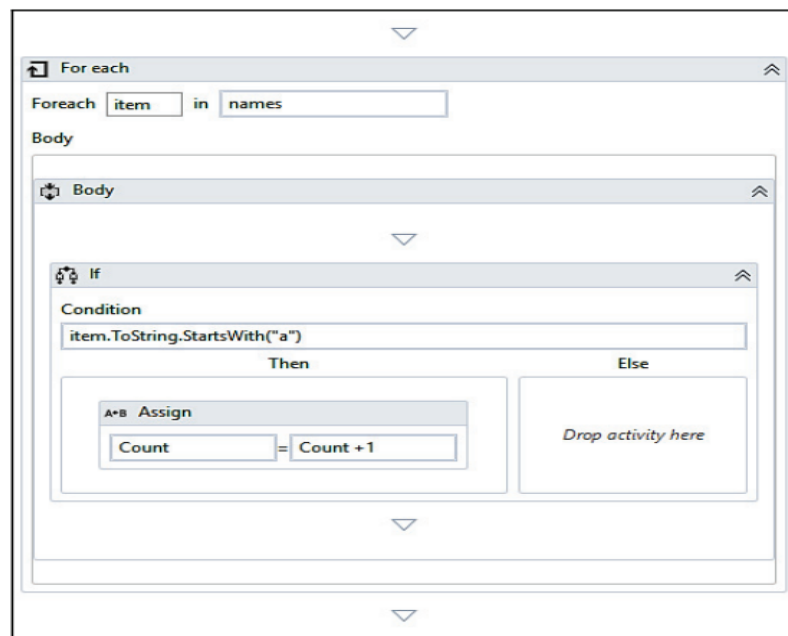 For each
Foreach item in names
Body
Body
If
Condition
item.ToString.StartsWith("a")
Then Else
A+B Assign
Count = Count +1
Drop activity here